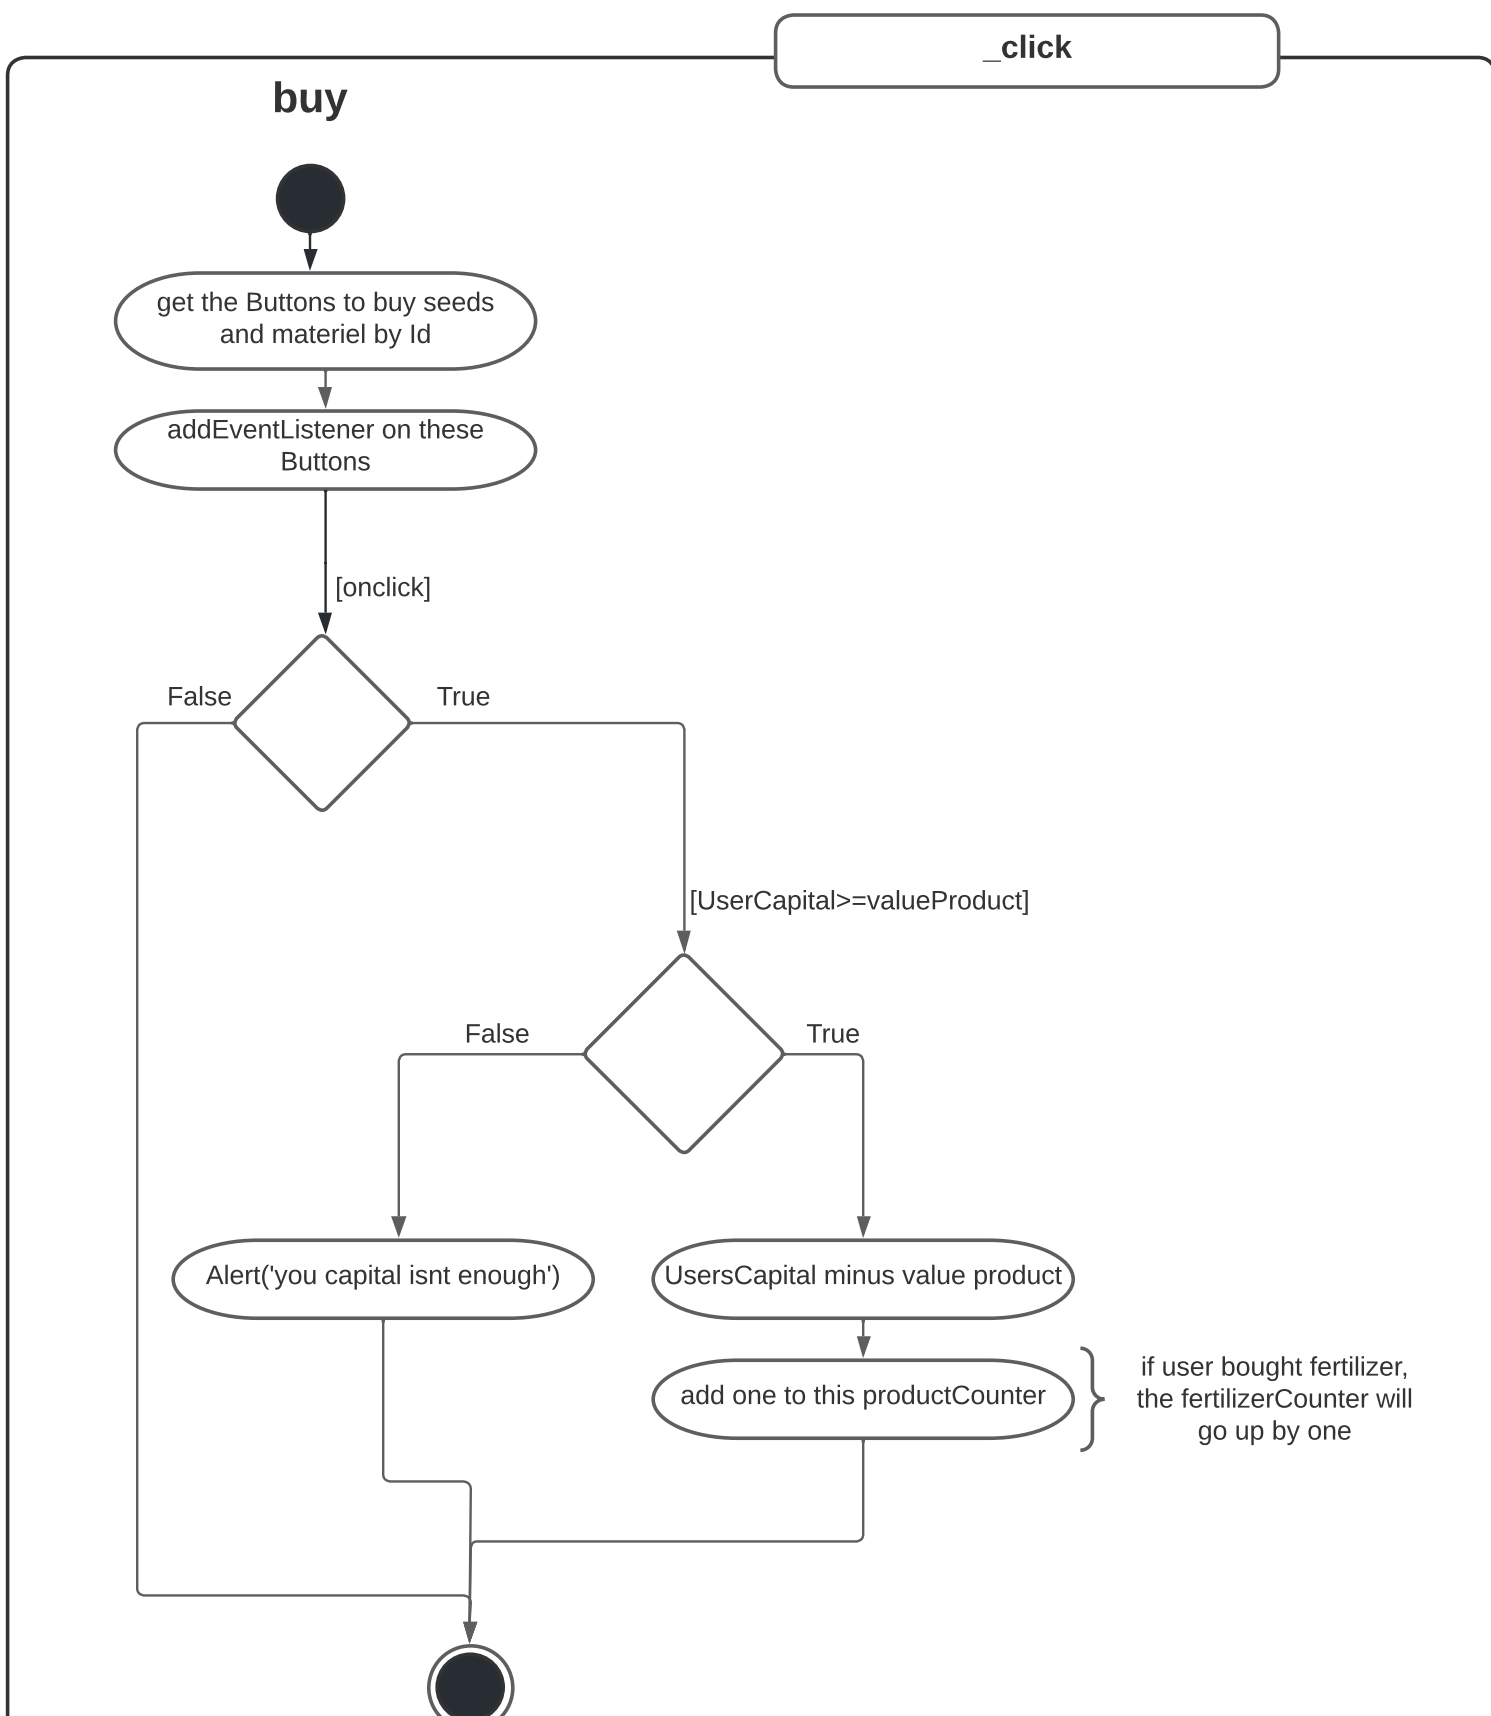 _click
buy
get the Buttons to buy seeds
and materiel by Id
addEventListener on these
Buttons
[onclick]
False
True
[UserCapital>=valueProduct]
False
True
Alert('you capital isnt enough')
UsersCapital minus value product
add one to this productCounter
if user bought fertilizer,
the fertilizerCounter will
go up by one